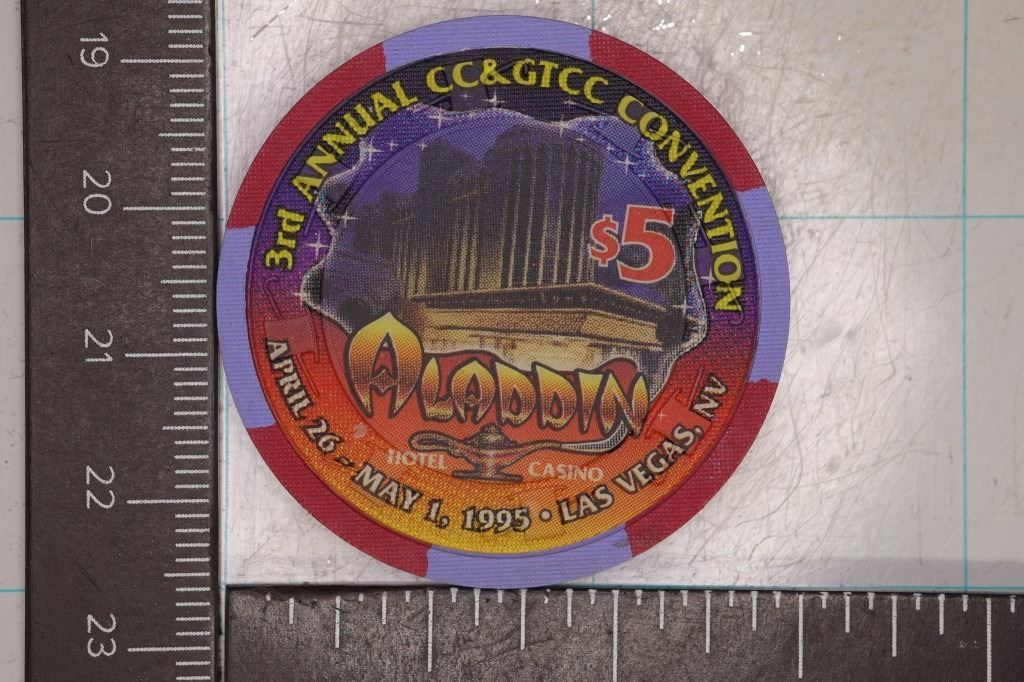 19
20
21
22
23
3rd ANNUAL CC&GTCC CONVENTION
$5
ALADDIN
HOTEL CASINO
APRIL 26 - MAY 1, 1995 • LAS VEGAS, NV